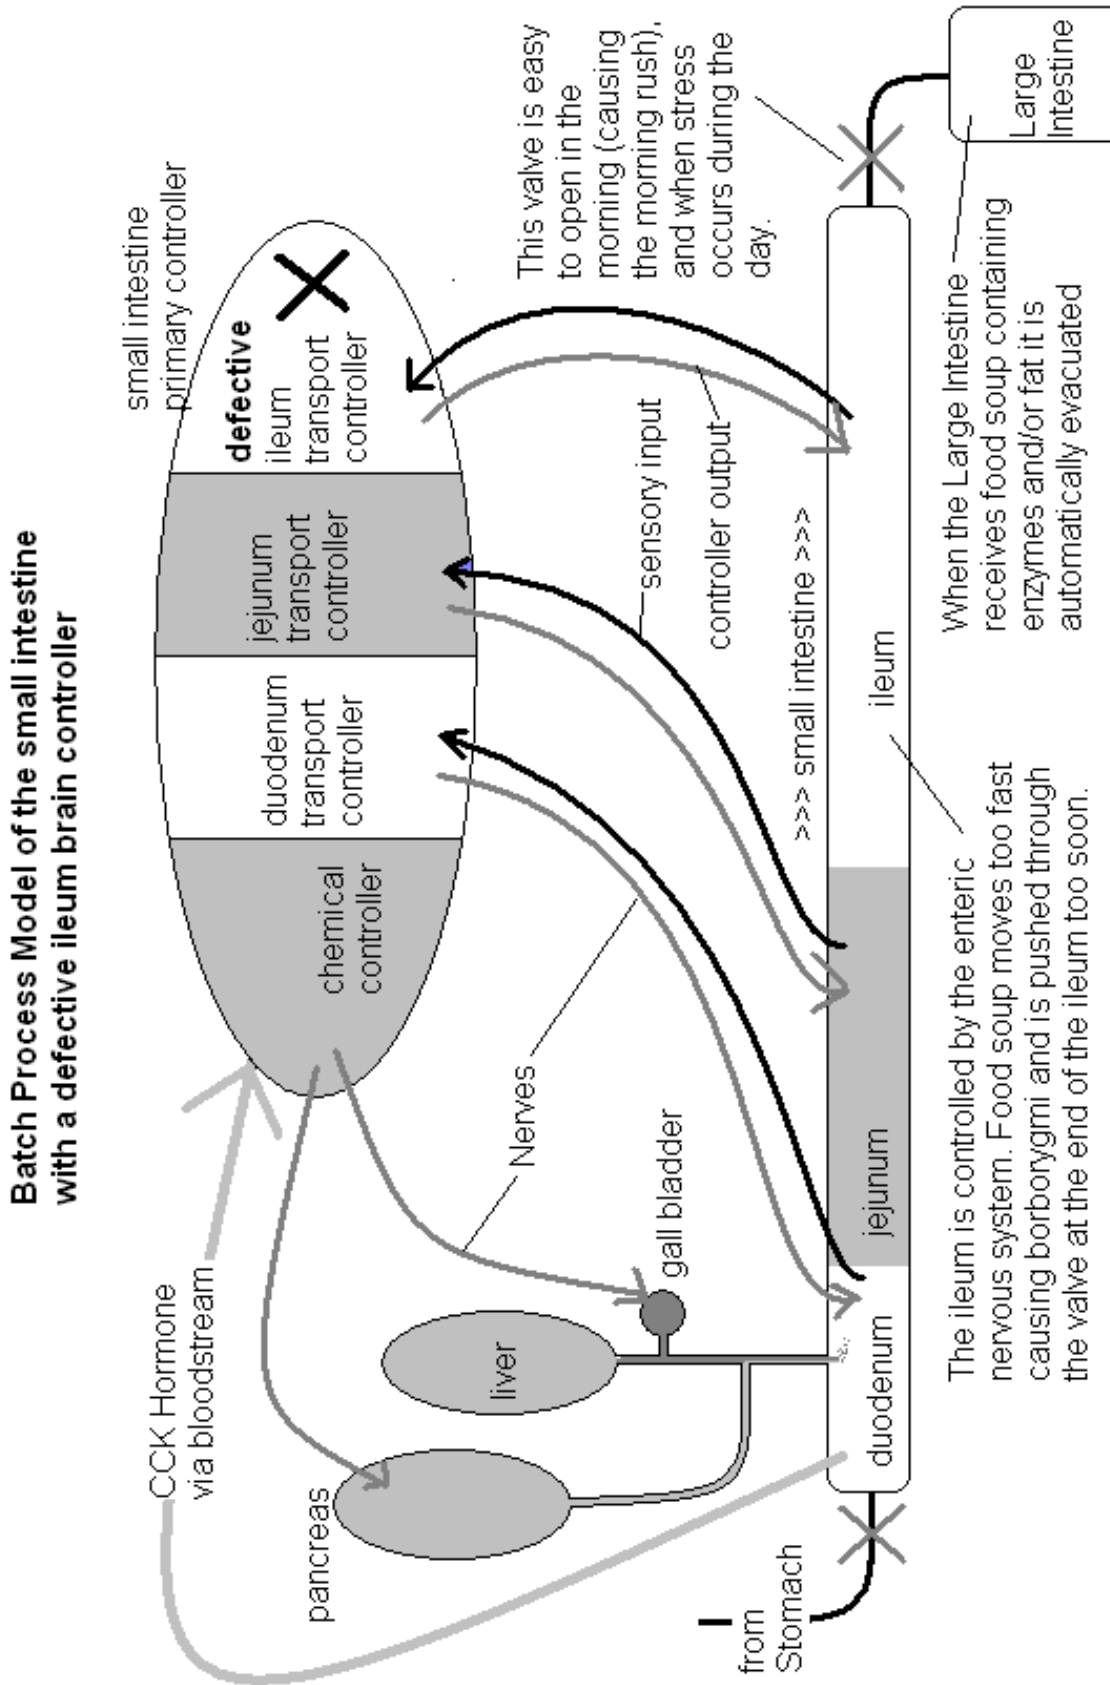 Batch Process Model of the small intestine
with a defective ileum brain controller
CCK Hormone
via bloodstream
small intestine
primary controller
chemical
controller
duodenum
transport
controller
jejunum
transport
controller
defective
ileum
transport
controller
pancreas
liver
gall bladder
Nerves
sensory input
controller output
This valve is easy
to open in the
morning (causing
the morning rush),
and when stress
occurs during the
day.
>>> small intestine >>>
from
Stomach
duodenum
jejunum
ileum
Large
Intestine
The ileum is controlled by the enteric
nervous system. Food soup moves too fast
causing borborygmi and is pushed through
the valve at the end of the ileum too soon.
When the Large Intestine
receives food soup containing
enzymes and/or fat it is
automatically evacuated